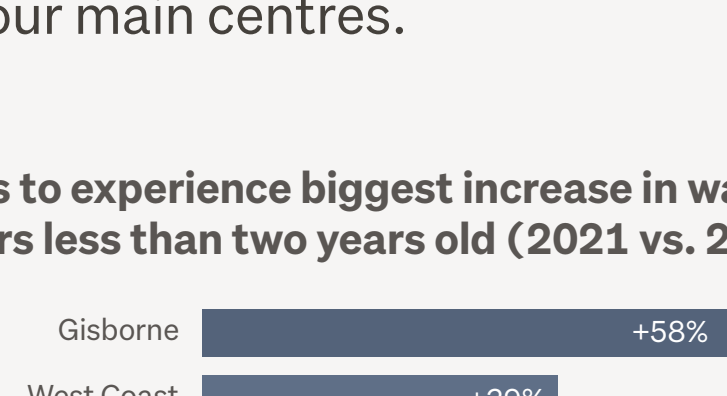 our main centres.
s to experience biggest increase in wa
rs less than two years old (2021 vs. 2
Gisborne +58%
West Coast +39%